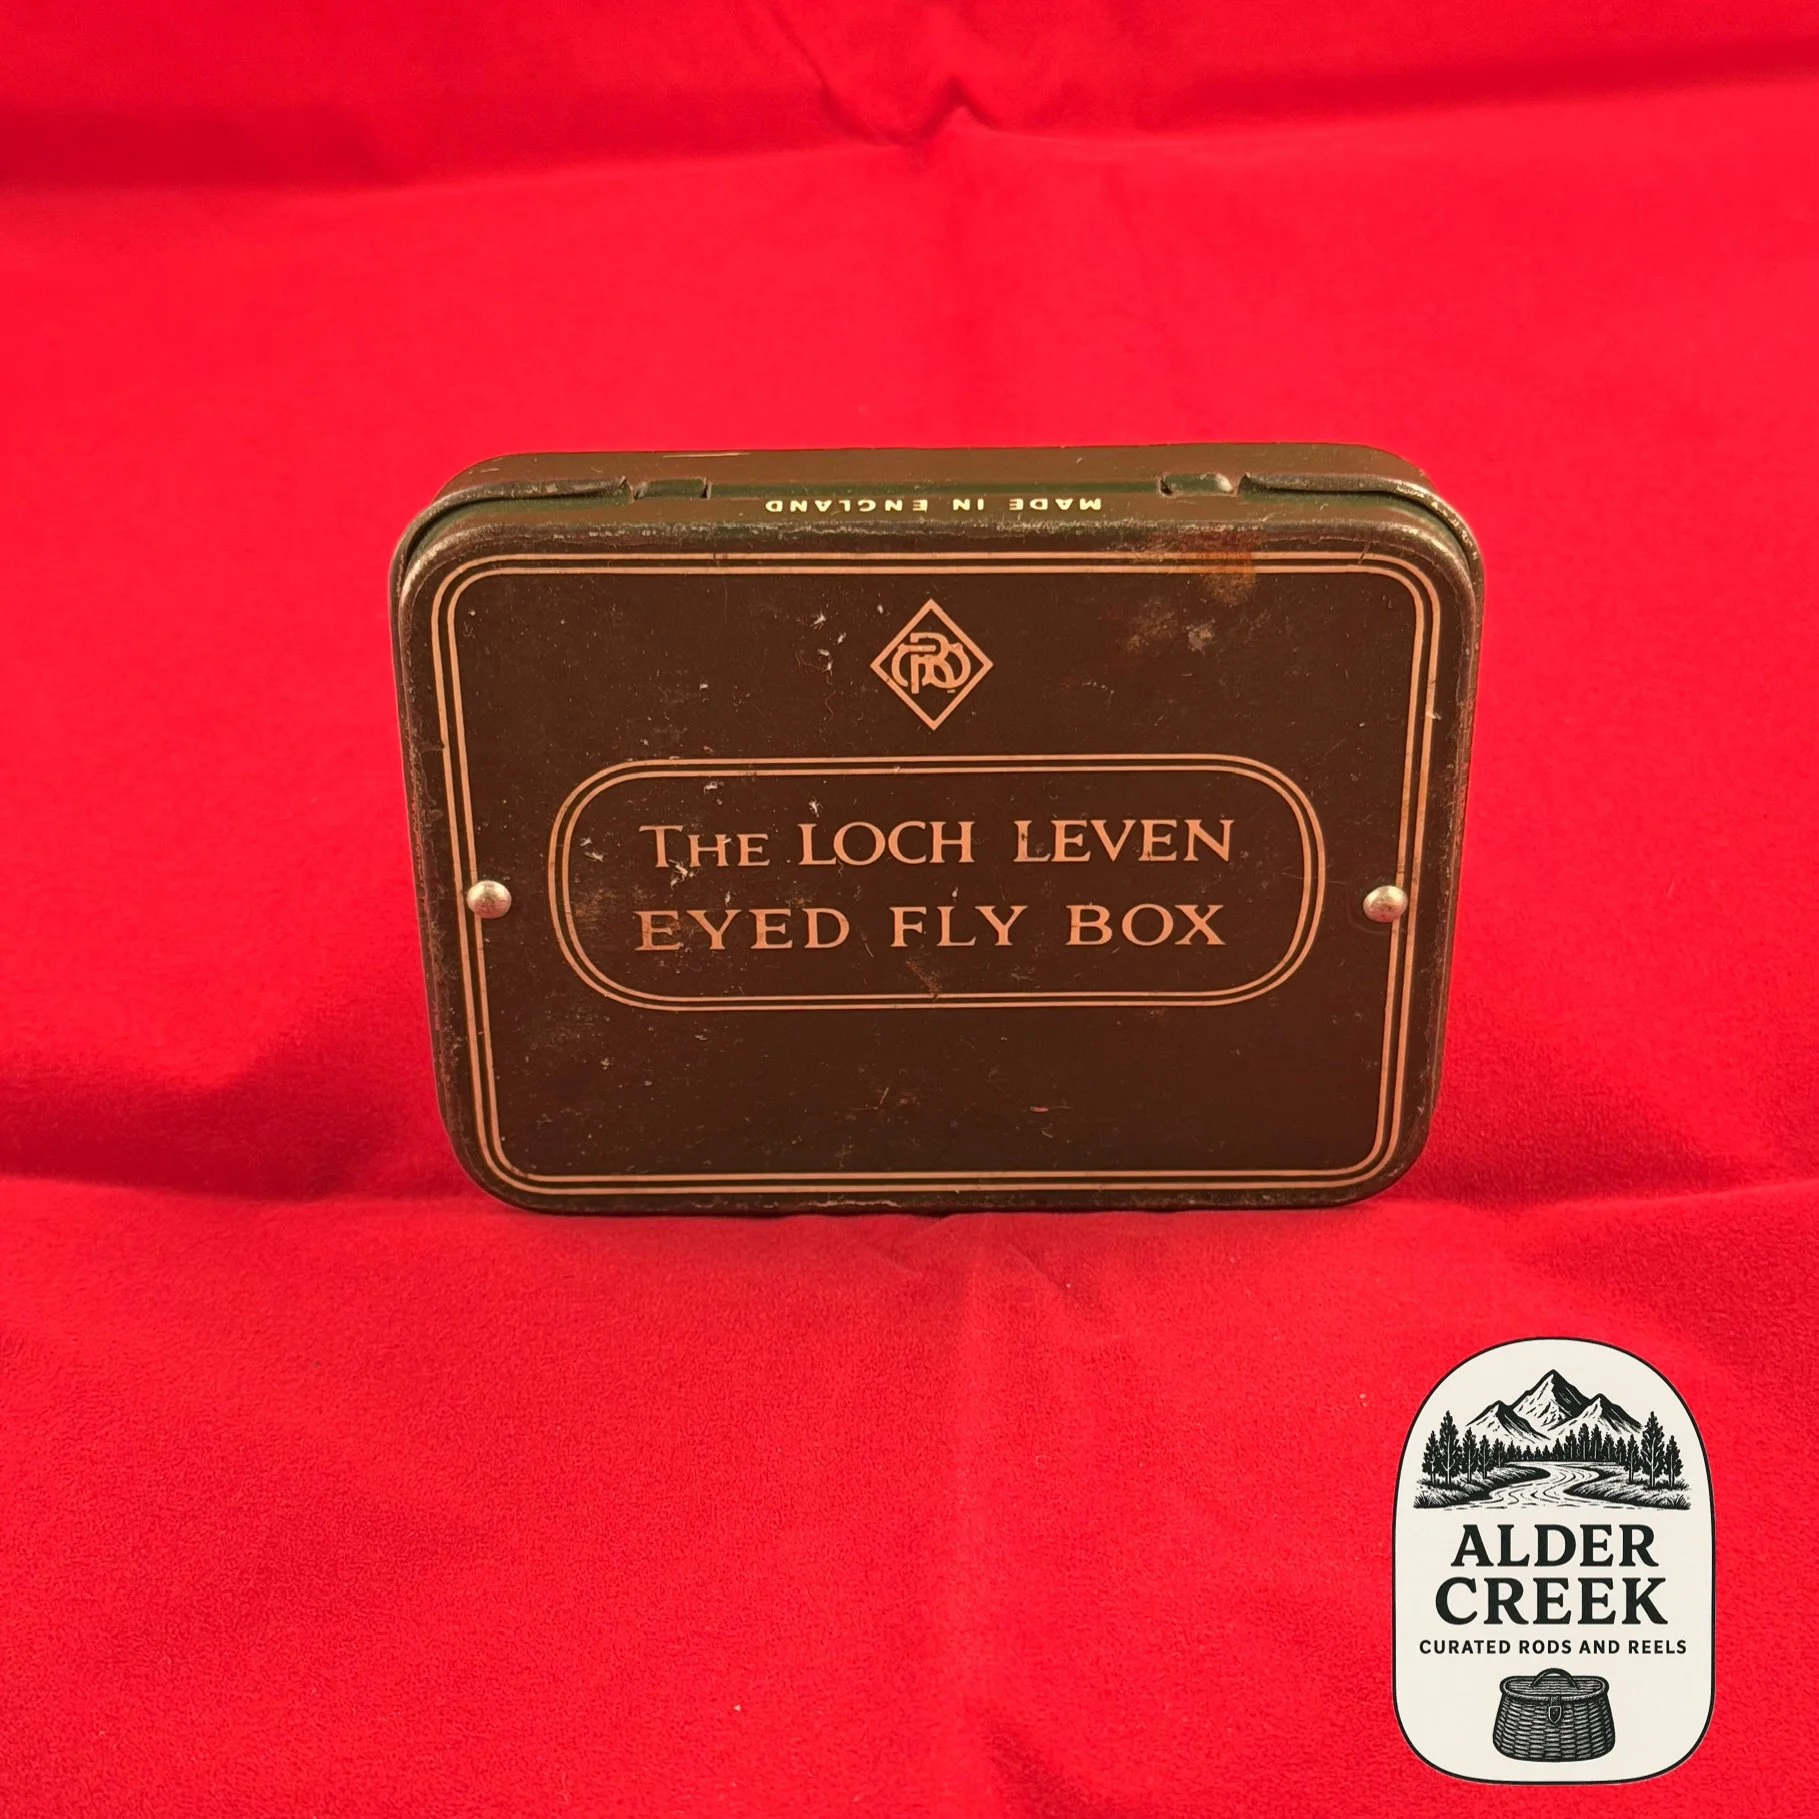 MADE IN ENGLAND
THE LOCH LEVEN
EYED FLY BOX
ALDER
CREEK
CURATED RODS AND REELS